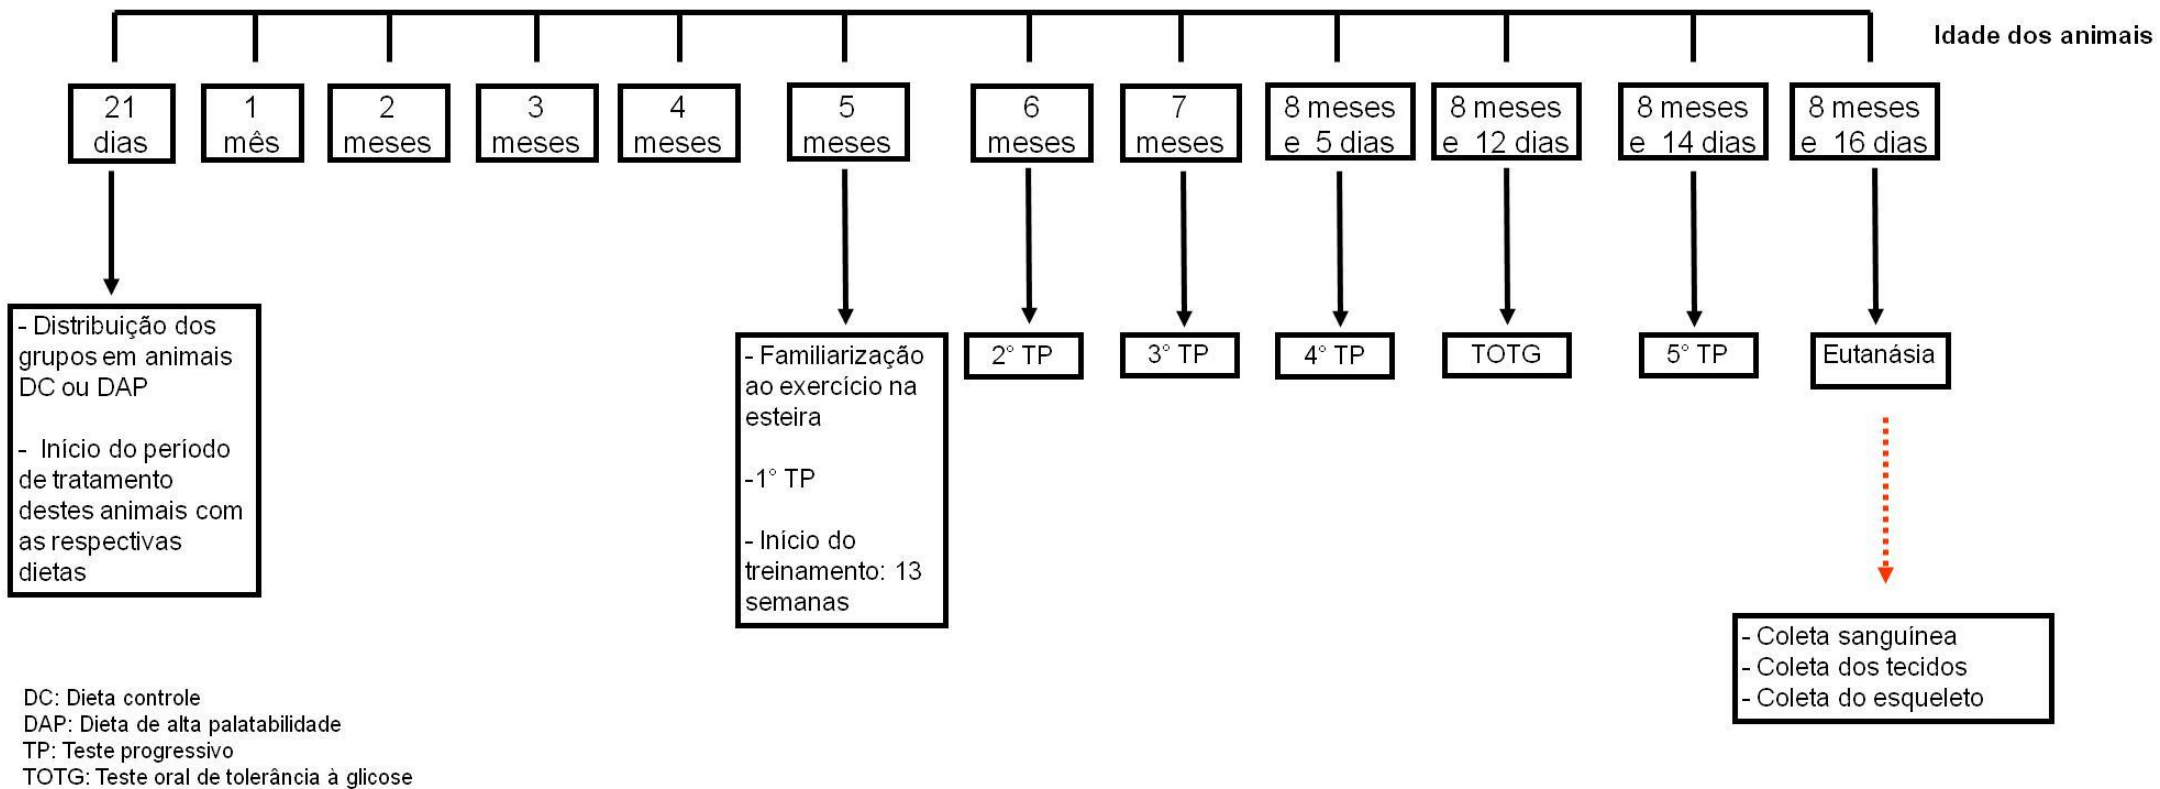 Idade dos animais
21
dias
1
mês
2
meses
3
meses
4
meses
5
meses
6
meses
7
meses
8 meses
e 5 dias
8 meses
e 12 dias
8 meses
e 14 dias
8 meses
e 16 dias
- Distribuição dos
grupos em animais
DC ou DAP
- Início do período
de tratamento
destes animais com
as respectivas
dietas
- Familiarização
ao exercício na
esteira
-1° TP
- Início do
treinamento: 13
semanas
2° TP
3° TP
4° TP
TOTG
5° TP
Eutanásia
- Coleta sanguínea
- Coleta dos tecidos
- Coleta do esqueleto
DC: Dieta controle
DAP: Dieta de alta palatabilidade
TP: Teste progressivo
TOTG: Teste oral de tolerância à glicose